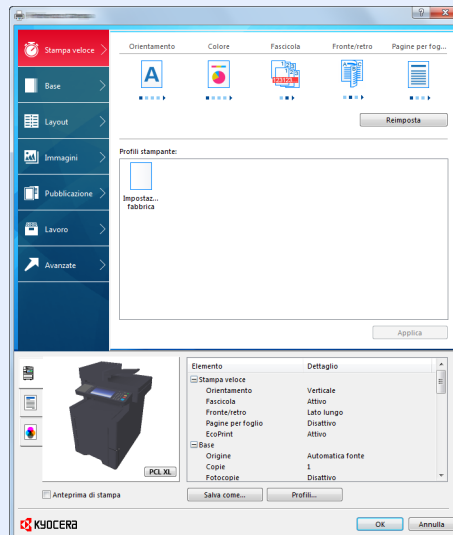 Stampa veloce
Base
Layout
Immagini
Pubblicazione
Lavoro
Avanzate
Orientamento Colore Fascicola Fronte/retro Pagine per fog...
A
123123
Reimposta
Profili stampante:
Impostaz...
fabbrica
Applica
PCL XL
Anteprima di stampa
Elemento Dettaglio
Stampa veloce
Orientamento Verticale
Fascicola Attivo
Fronte/retro Lato lungo
Pagine per foglio Disattivo
EcoPrint Attivo
Base
Origine Automatica fonte
Copie 1
Fotocopie Disattivo
Salva come... Profili...
KYOCERA
OK Annulla